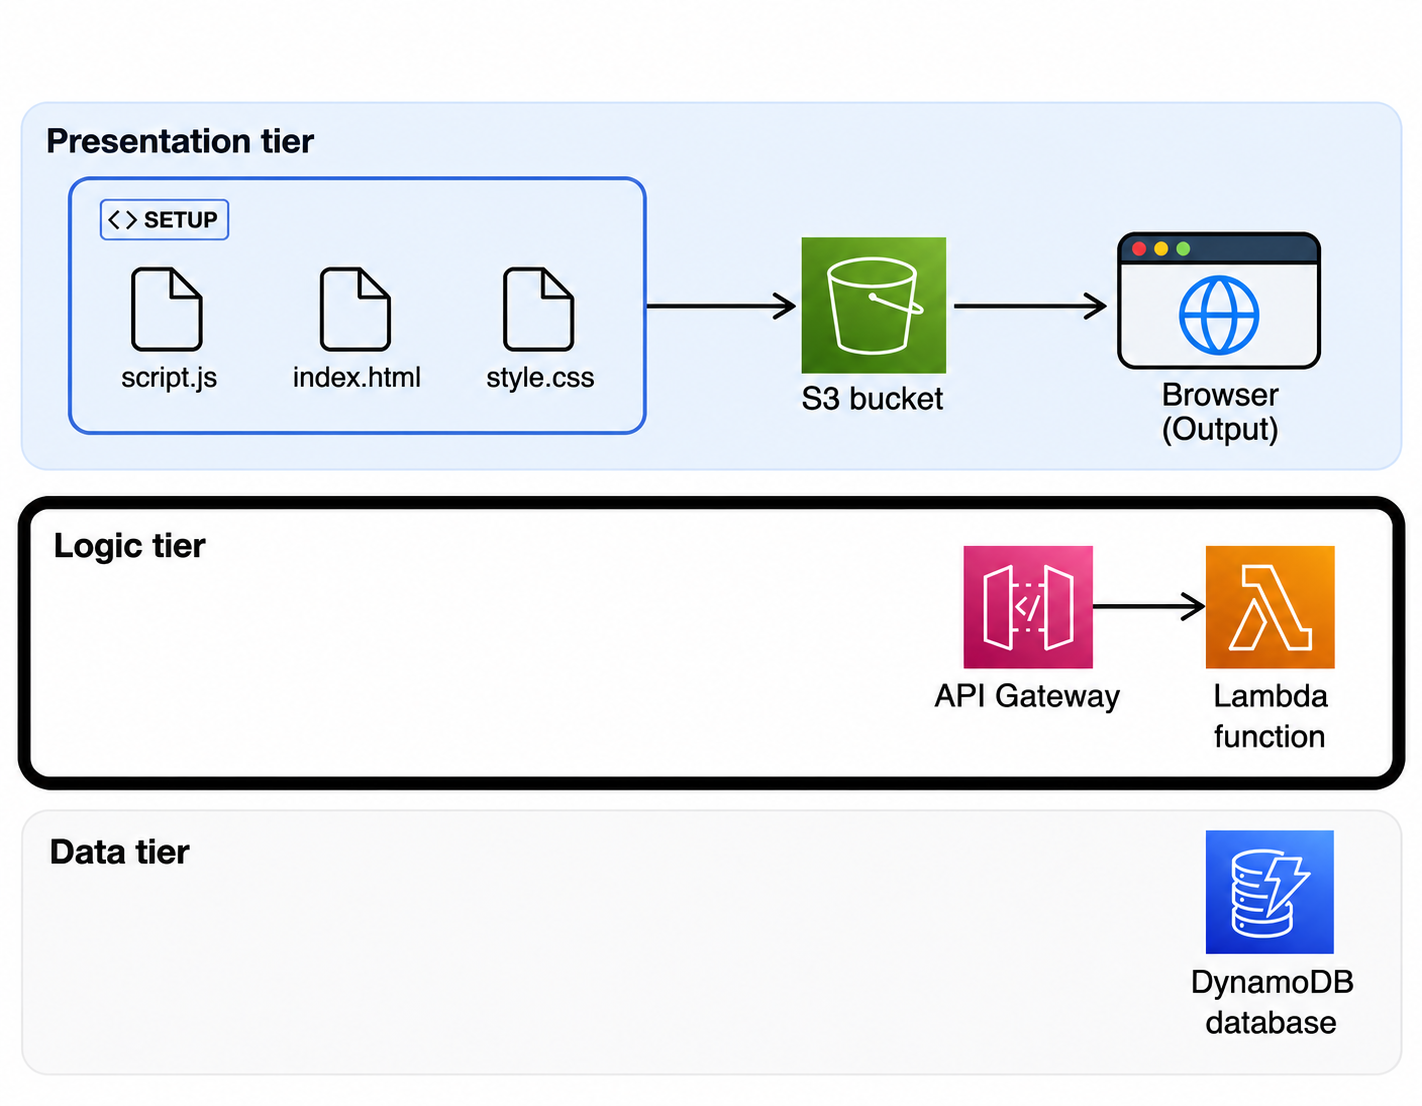 Presentation tier
<> SETUP
script.js
index.html
style.css
S3 bucket
Browser
(Output)
Logic tier
</>
API Gateway
Lambda
function
Data tier
DynamoDB
database